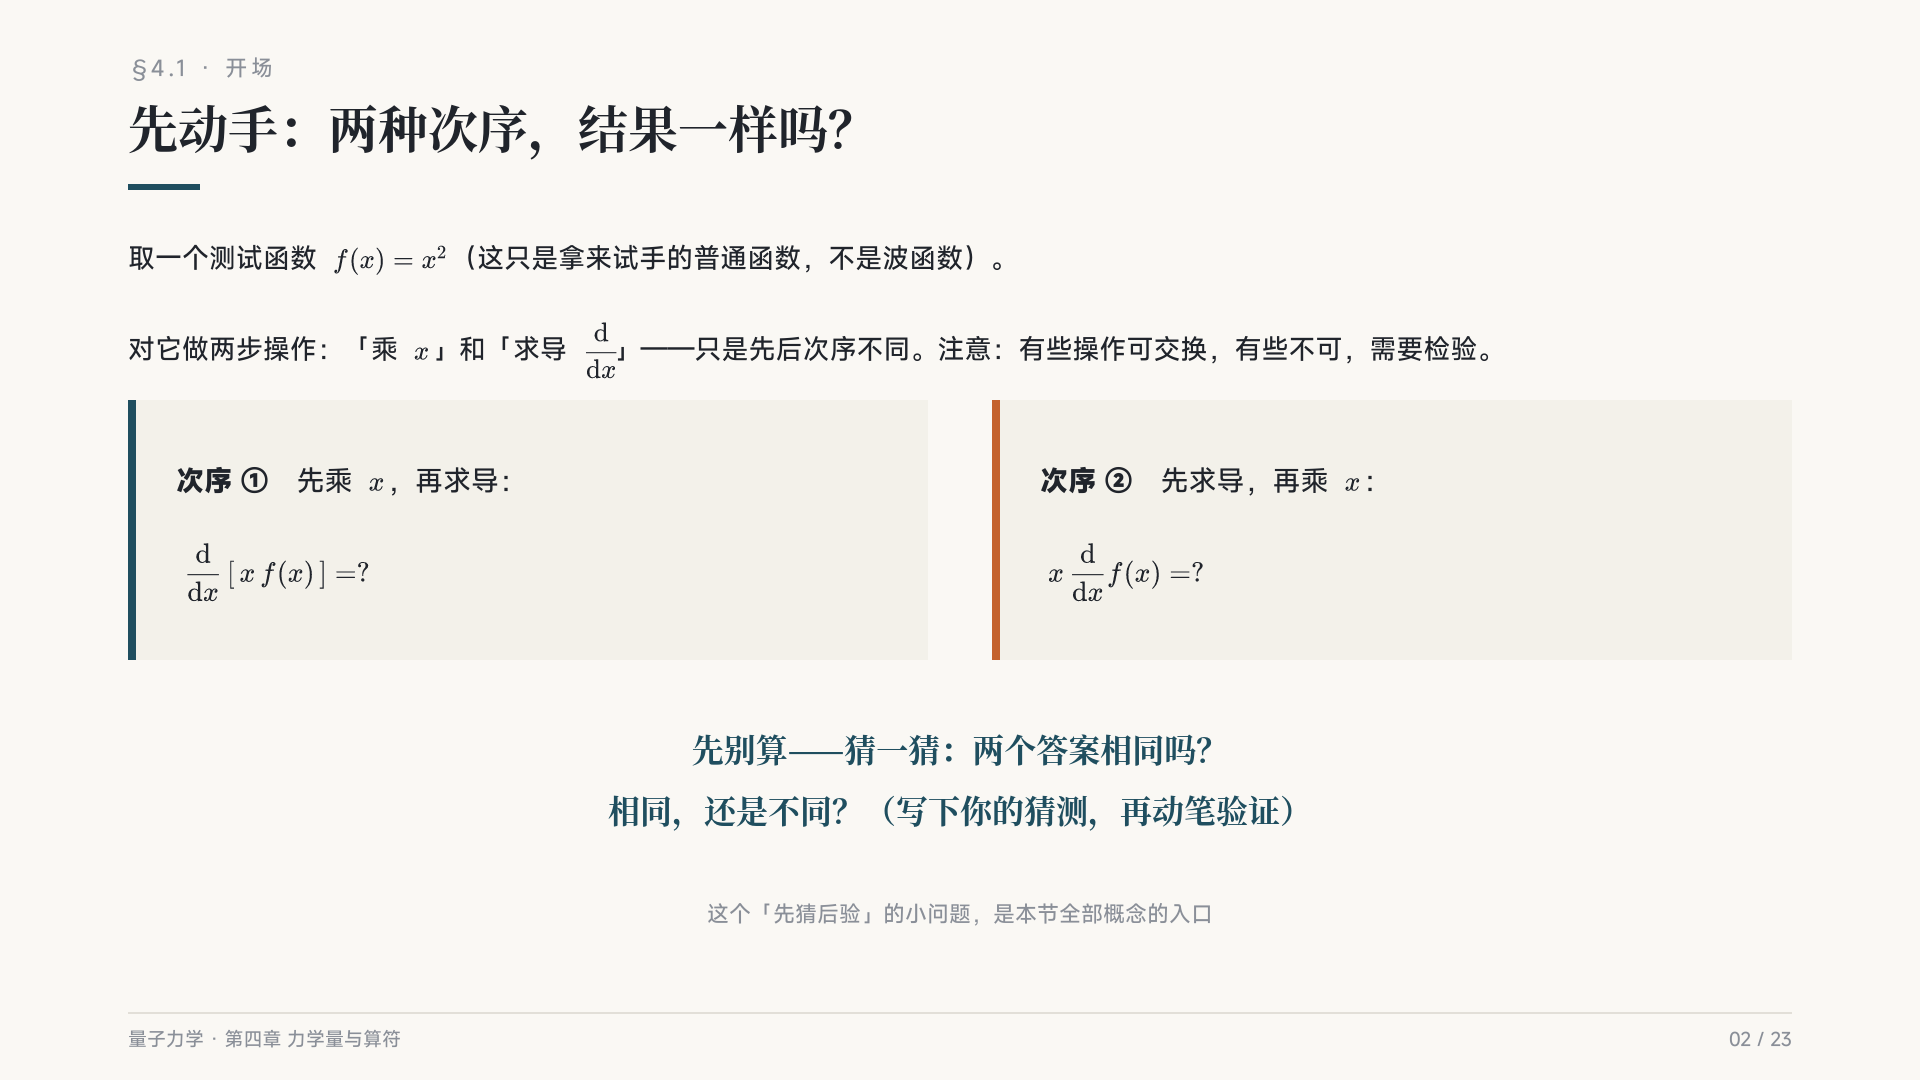 §4.1 · 开场
先动手：两种次序，结果一样吗？
取一个测试函数 f(x) = x²（这只是拿来试手的普通函数，不是波函数）。
对它做两步操作：「乘 x」和「求导 d/dx」——只是先后次序不同。注意：有些操作可交换，有些不可，需要检验。
次序 ① 先乘 x，再求导：
d/dx [x f(x)] =?
次序 ② 先求导，再乘 x：
x d/dx f(x) =?
先别算——猜一猜：两个答案相同吗？
相同，还是不同？（写下你的猜测，再动笔验证）
这个「先猜后验」的小问题，是本节全部概念的入口
量子力学 · 第四章 力学量与算符
02 / 23